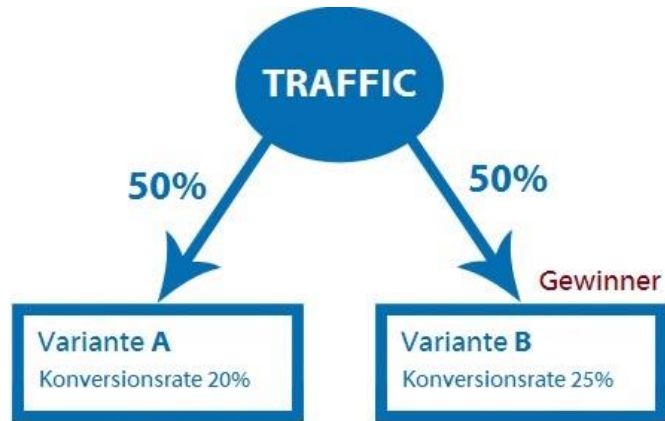 TRAFFIC
50%
50%
Gewinner
Variante A
Konversionsrate 20%
Variante B
Konversionsrate 25%